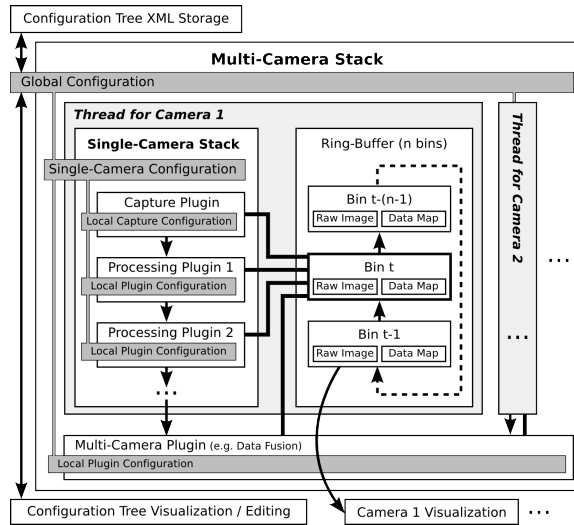 Configuration Tree XML Storage
Multi-Camera Stack
Global Configuration
Thread for Camera 1
Single-Camera Stack
Single-Camera Configuration
Capture Plugin
Local Capture Configuration
Processing Plugin 1
Local Plugin Configuration
Processing Plugin 2
Local Plugin Configuration
...
Ring-Buffer (n bins)
Bin t-(n-1)
Raw Image Data Map
Bin t
Raw Image Data Map
Bin t-1
Raw Image Data Map
Thread for Camera 2
...
...
Multi-Camera Plugin (e.g. Data Fusion)
Local Plugin Configuration
Configuration Tree Visualization / Editing
Camera 1 Visualization
...